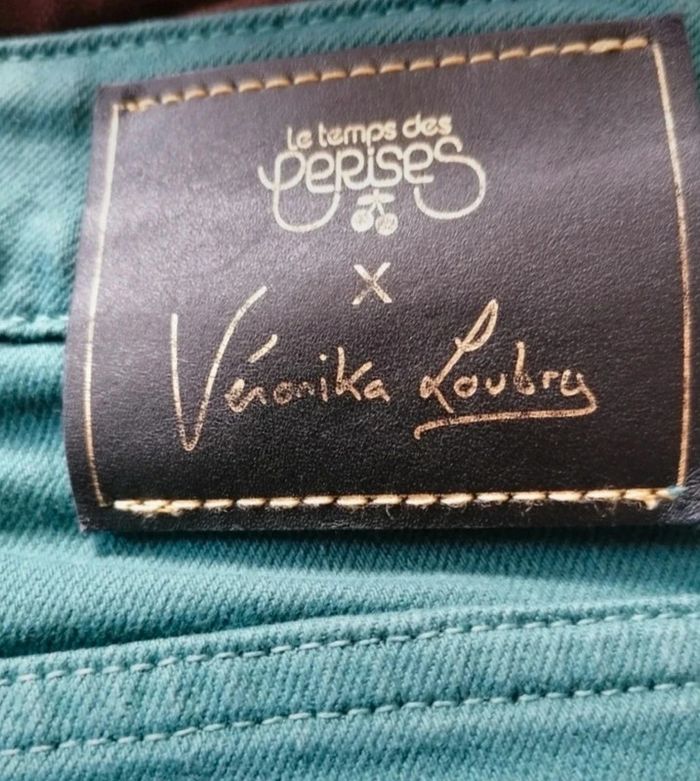 Le temps des
cerises
X
Véronika Loubry